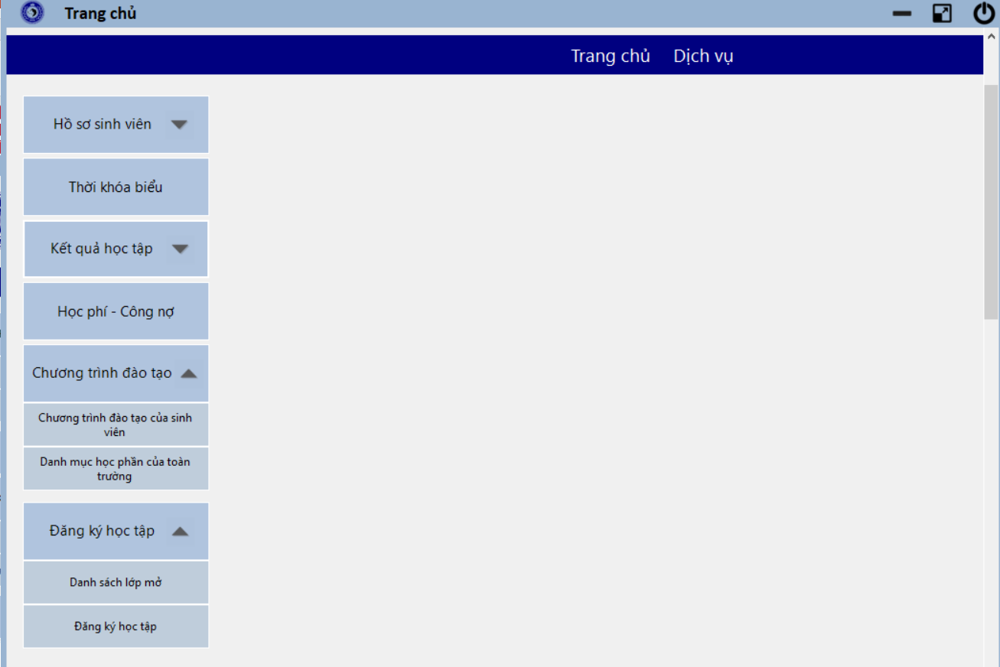 Trang chủ
Trang chủ Dịch vụ
Hồ sơ sinh viên
Thời khóa biểu
Kết quả học tập
Học phí - Công nợ
Chương trình đào tạo
Chương trình đào tạo của sinh
viên
Danh mục học phần của toàn
trường
Đăng ký học tập
Danh sách lớp mở
Đăng ký học tập